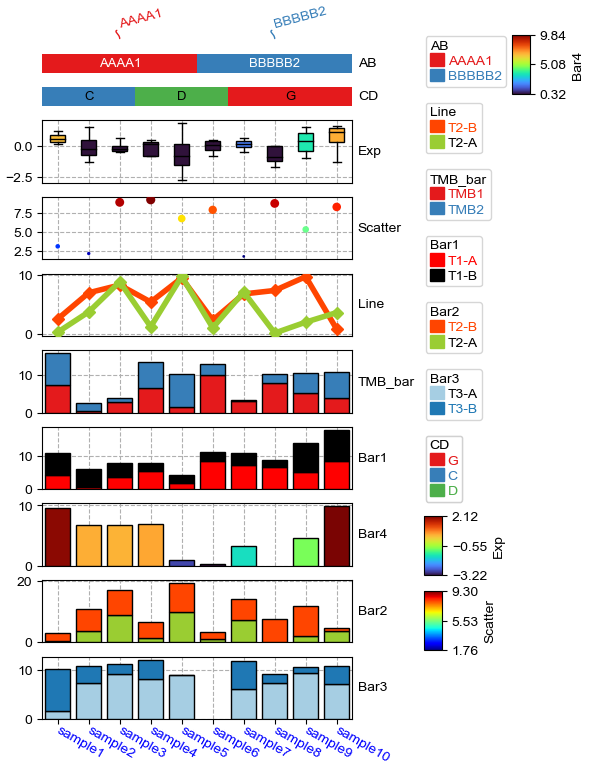 AAAA1 BBBBB2
AAAA1 BBBBB2 AB
C D G CD
0.0
−2.5
Exp
7.5
5.0
2.5
Scatter
10
0
Line
10
0
TMB_bar
10
0
Bar1
10
0
Bar4
20
0
Bar2
10
0
Bar3
sample1 sample2 sample3 sample4 sample5 sample6 sample7 sample8 sample9 sample10
AB
AAAA1
BBBBB2
Line
T2-B
T2-A
TMB_bar
TMB1
TMB2
Bar1
T1-A
T1-B
Bar2
T2-B
T2-A
Bar3
T3-A
T3-B
CD
G
C
D
2.12
−0.55
−3.22
Exp
9.30
5.53
1.76
Scatter
9.84
5.08
0.32
Bar4